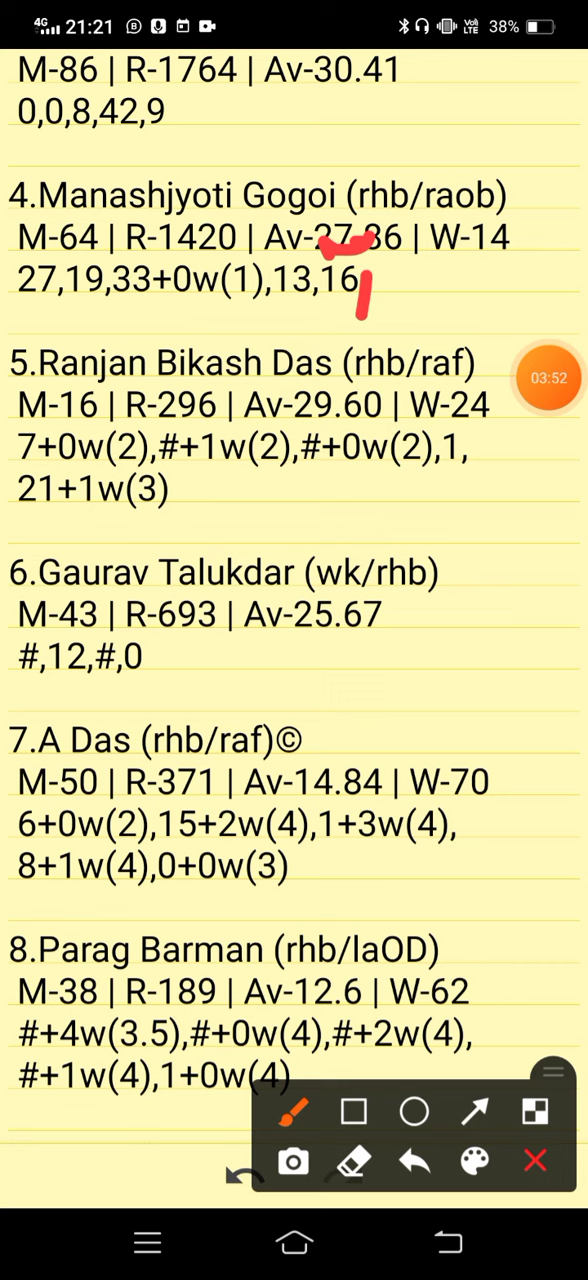 4G 21:21 VoI LTE 38%
M-86 | R-1764 | Av-30.41
0,0,8,42,9
4.Manashjyoti Gogoi (rhb/raob)
M-64 | R-1420 | Av-27.36 | W-14
27,19,33+0w(1),13,16
5.Ranjan Bikash Das (rhb/raf)
03:52
M-16 | R-296 | Av-29.60 | W-24
7+0w(2),#+1w(2),#+0w(2),1,
21+1w(3)
6.Gaurav Talukdar (wk/rhb)
M-43 | R-693 | Av-25.67
#,12,#,0
7.A Das (rhb/raf)©
M-50 | R-371 | Av-14.84 | W-70
6+0w(2),15+2w(4),1+3w(4),
8+1w(4),0+0w(3)
8.Parag Barman (rhb/laOD)
M-38 | R-189 | Av-12.6 | W-62
#+4w(3.5),#+0w(4),#+2w(4),
#+1w(4),1+0w(4)